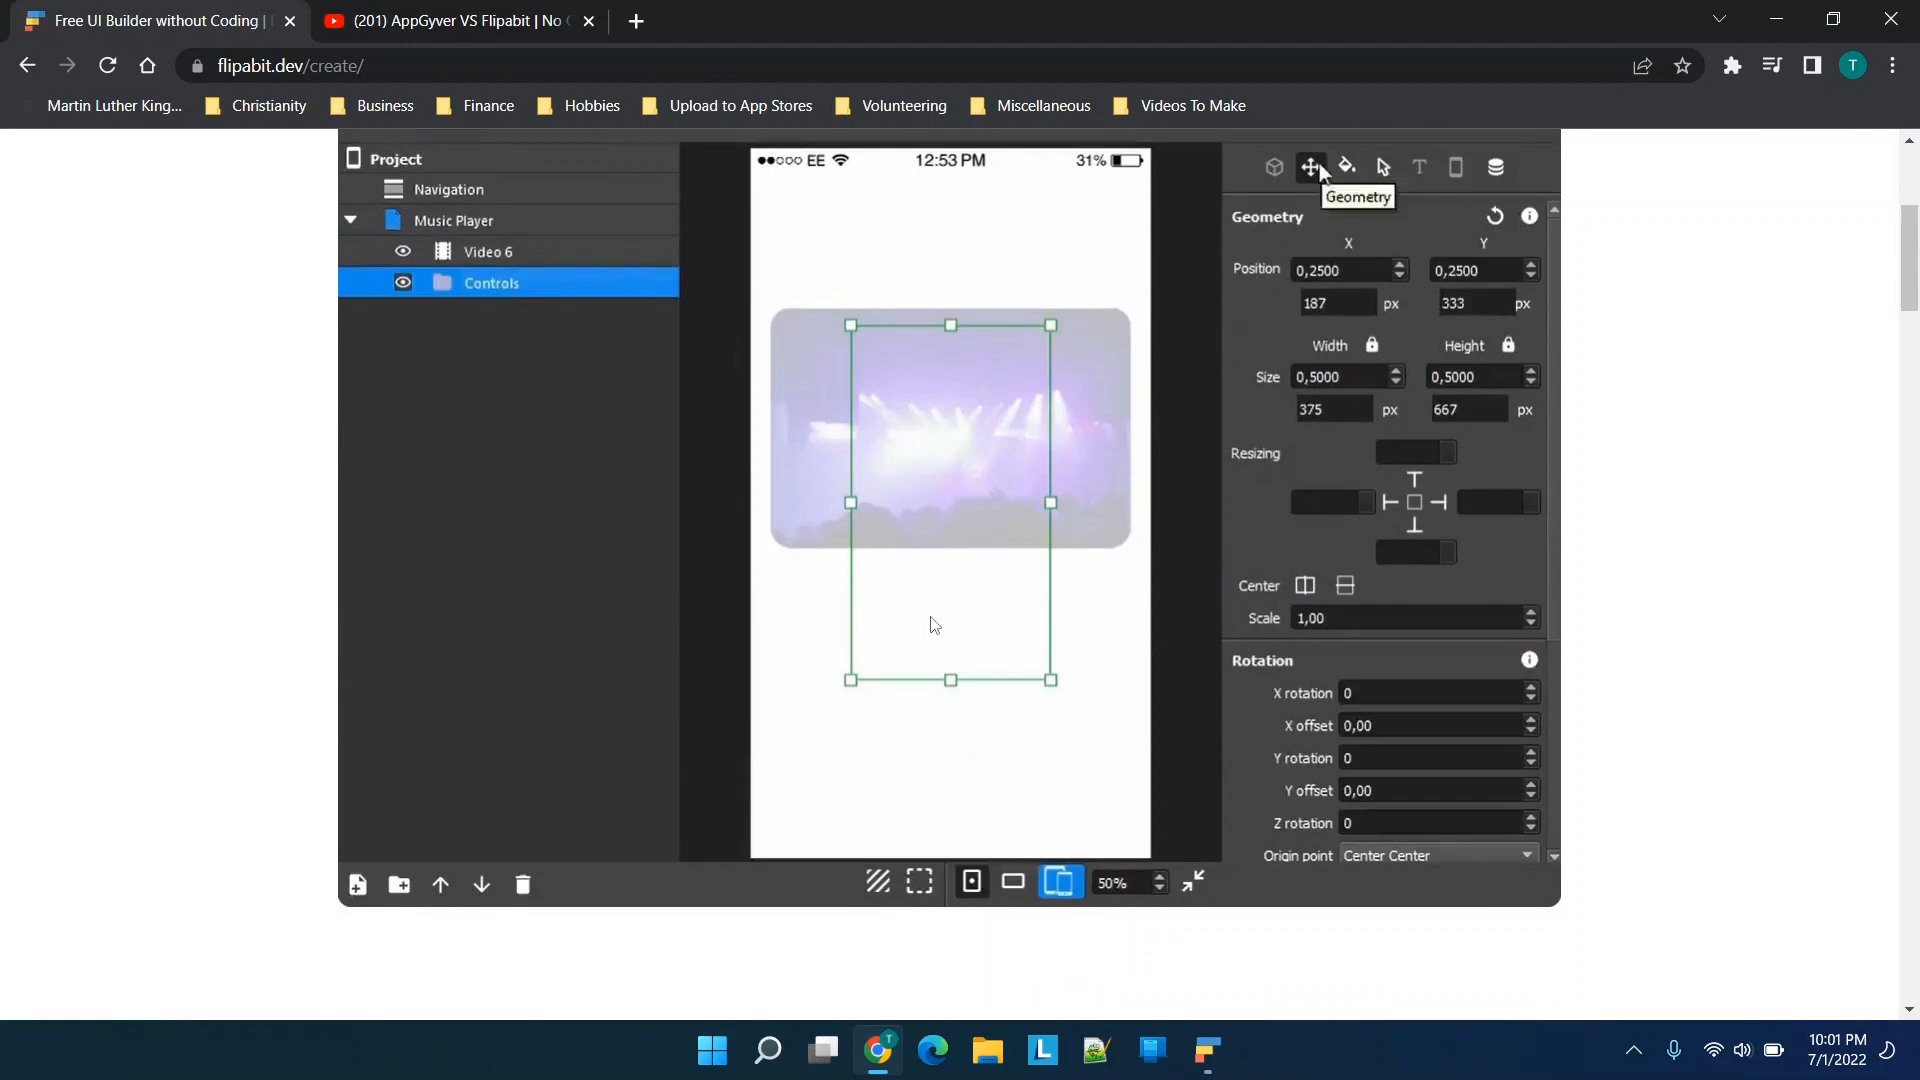 Free UI Builder without Coding |
(201) AppGyver VS Flipabit | No C
flipabit.dev/create/
T
Martin Luther King...
Christianity
Business
Finance
Hobbies
Upload to App Stores
Volunteering
Miscellaneous
Videos To Make
Project
Navigation
Music Player
Video 6
Controls
EE
12:53 PM
31%
T
Geometry
Geometry
X Y
Position 0,2500 0,2500
187 px 333 px
Width Height
Size 0,5000 0,5000
375 px 667 px
Resizing
Center
Scale 1,00
Rotation
X rotation 0
X offset 0,00
Y rotation 0
Y offset 0,00
Z rotation 0
Origin point Center Center
50%
T
L
10:01 PM
7/1/2022